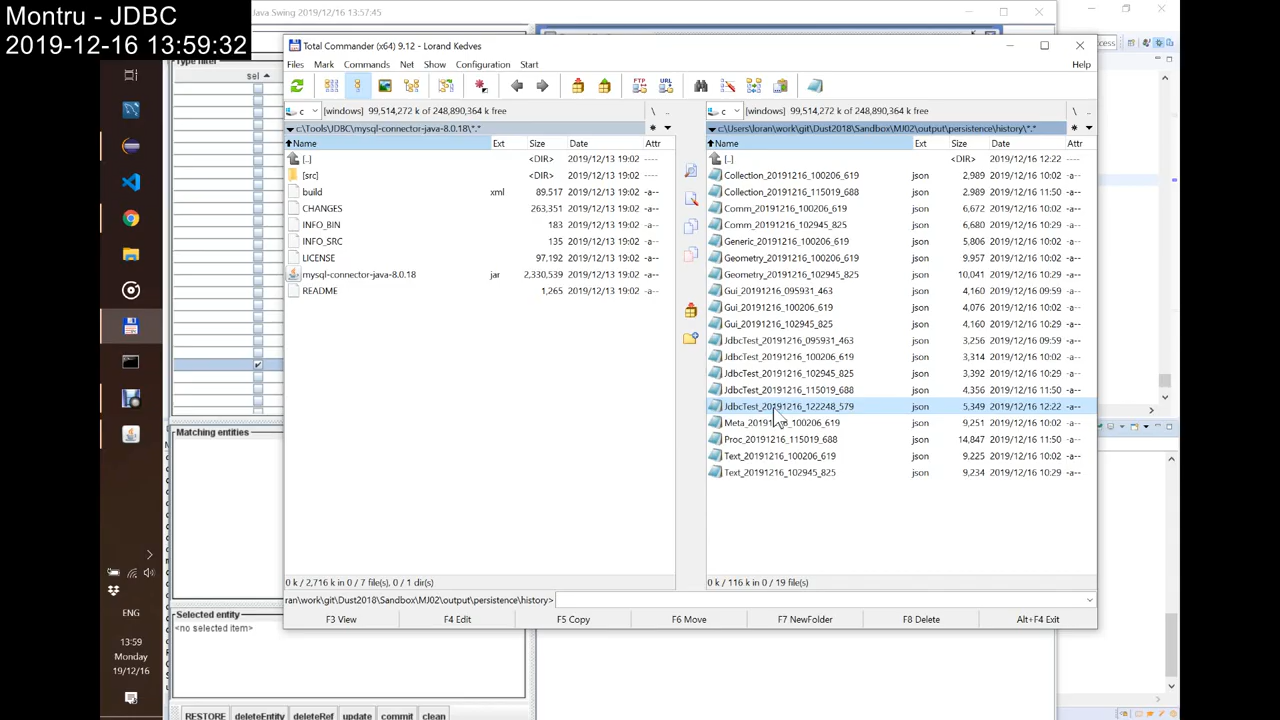 Montru - JDBC
2019-12-16 13:59:32
Java Swing 2019/12/16 13:57:45
Total Commander (x64) 9.12 - Lorand Kedves
Files Mark Commands Net Show Configuration Start Help
FTP URL
c [windows] 99,514,272 k of 248,890,364 k free \ ..
c [windows] 99,514,272 k of 248,890,364 k free \ ..
c:\Tools\JDBC\mysql-connector-java-8.0.18\*.*
c:\Users\loran\work\git\Dust2018\Sandbox\MJ02\output\persistence\history\*.*
Name Ext Size Date Attr
[..] <DIR> 2019/12/13 19:02 ----
[src] <DIR> 2019/12/13 19:02 ----
build xml 89,517 2019/12/13 19:02 -a--
CHANGES 263,351 2019/12/13 19:02 -a--
INFO_BIN 183 2019/12/13 19:02 -a--
INFO_SRC 135 2019/12/13 19:02 -a--
LICENSE 97,192 2019/12/13 19:02 -a--
mysql-connector-java-8.0.18 jar 2,330,539 2019/12/13 19:02 -a--
README 1,265 2019/12/13 19:02 -a--
0 k / 2,716 k in 0 / 7 file(s), 0 / 1 dir(s)
Name Ext Size Date Attr
[..] <DIR> 2019/12/16 12:22 ----
Collection_20191216_100206_619 json 2,989 2019/12/16 10:02 -a--
Collection_20191216_115019_688 json 2,989 2019/12/16 11:50 -a--
Comm_20191216_100206_619 json 6,672 2019/12/16 10:02 -a--
Comm_20191216_102945_825 json 6,680 2019/12/16 10:29 -a--
Generic_20191216_100206_619 json 5,806 2019/12/16 10:02 -a--
Geometry_20191216_100206_619 json 9,957 2019/12/16 10:02 -a--
Geometry_20191216_102945_825 json 10,041 2019/12/16 10:29 -a--
Gui_20191216_095931_463 json 4,160 2019/12/16 09:59 -a--
Gui_20191216_100206_619 json 4,076 2019/12/16 10:02 -a--
Gui_20191216_102945_825 json 4,160 2019/12/16 10:29 -a--
JdbcTest_20191216_095931_463 json 3,256 2019/12/16 09:59 -a--
JdbcTest_20191216_100206_619 json 3,314 2019/12/16 10:02 -a--
JdbcTest_20191216_102945_825 json 3,392 2019/12/16 10:29 -a--
JdbcTest_20191216_115019_688 json 4,356 2019/12/16 11:50 -a--
JdbcTest_20191216_122248_579 json 5,349 2019/12/16 12:22 -a--
Meta_20191216_100206_619 json 9,251 2019/12/16 10:02 -a--
Proc_20191216_115019_688 json 14,847 2019/12/16 11:50 -a--
Text_20191216_100206_619 json 9,225 2019/12/16 10:02 -a--
Text_20191216_102945_825 json 9,234 2019/12/16 10:29 -a--
0 k / 116 k in 0 / 19 file(s)
ran\work\git\Dust2018\Sandbox\MJ02\output\persistence\history>
F3 View F4 Edit F5 Copy F6 Move F7 NewFolder F8 Delete Alt+F4 Exit
Type filter
sel
Matching entities
Selected entity
<no selected item>
RESTORE deleteEntity deleteRef update commit clean
ENG
13:59
Monday
19/12/16